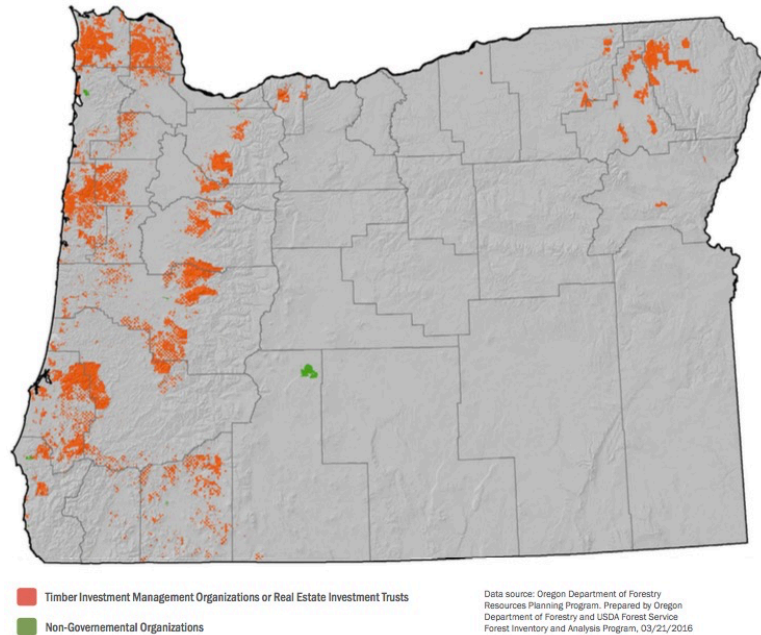 Timber Investment Management Organizations or Real Estate Investment Trusts
Non-Governemental Organizations
Data source: Oregon Department of Forestry
Resources Planning Program. Prepared by Oregon
Department of Forestry and USDA Forest Service
Forest Inventory and Analysis Program, 03/21/2016